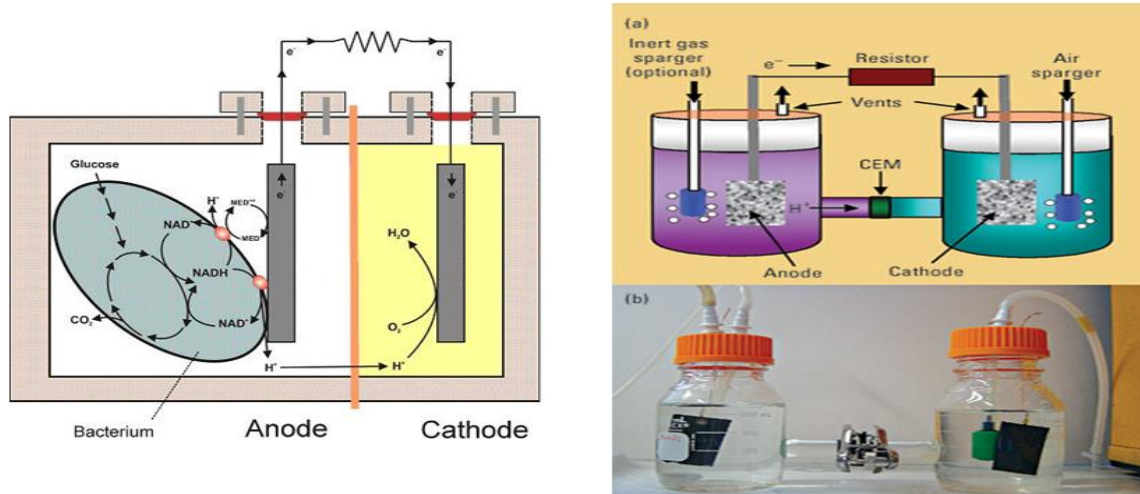 e⁻
e⁻
Glucose
H⁺
MED
NAD⁺
MED
e⁻
e⁻
NADH
H₂O
CO₂
NAD⁺
O₂
H⁺
H⁺
Bacterium
Anode
Cathode
(a)
Inert gas
sparger
(optional)
e⁻
Resistor
Air
sparger
Vents
CEM
H⁺
Anode
Cathode
(b)